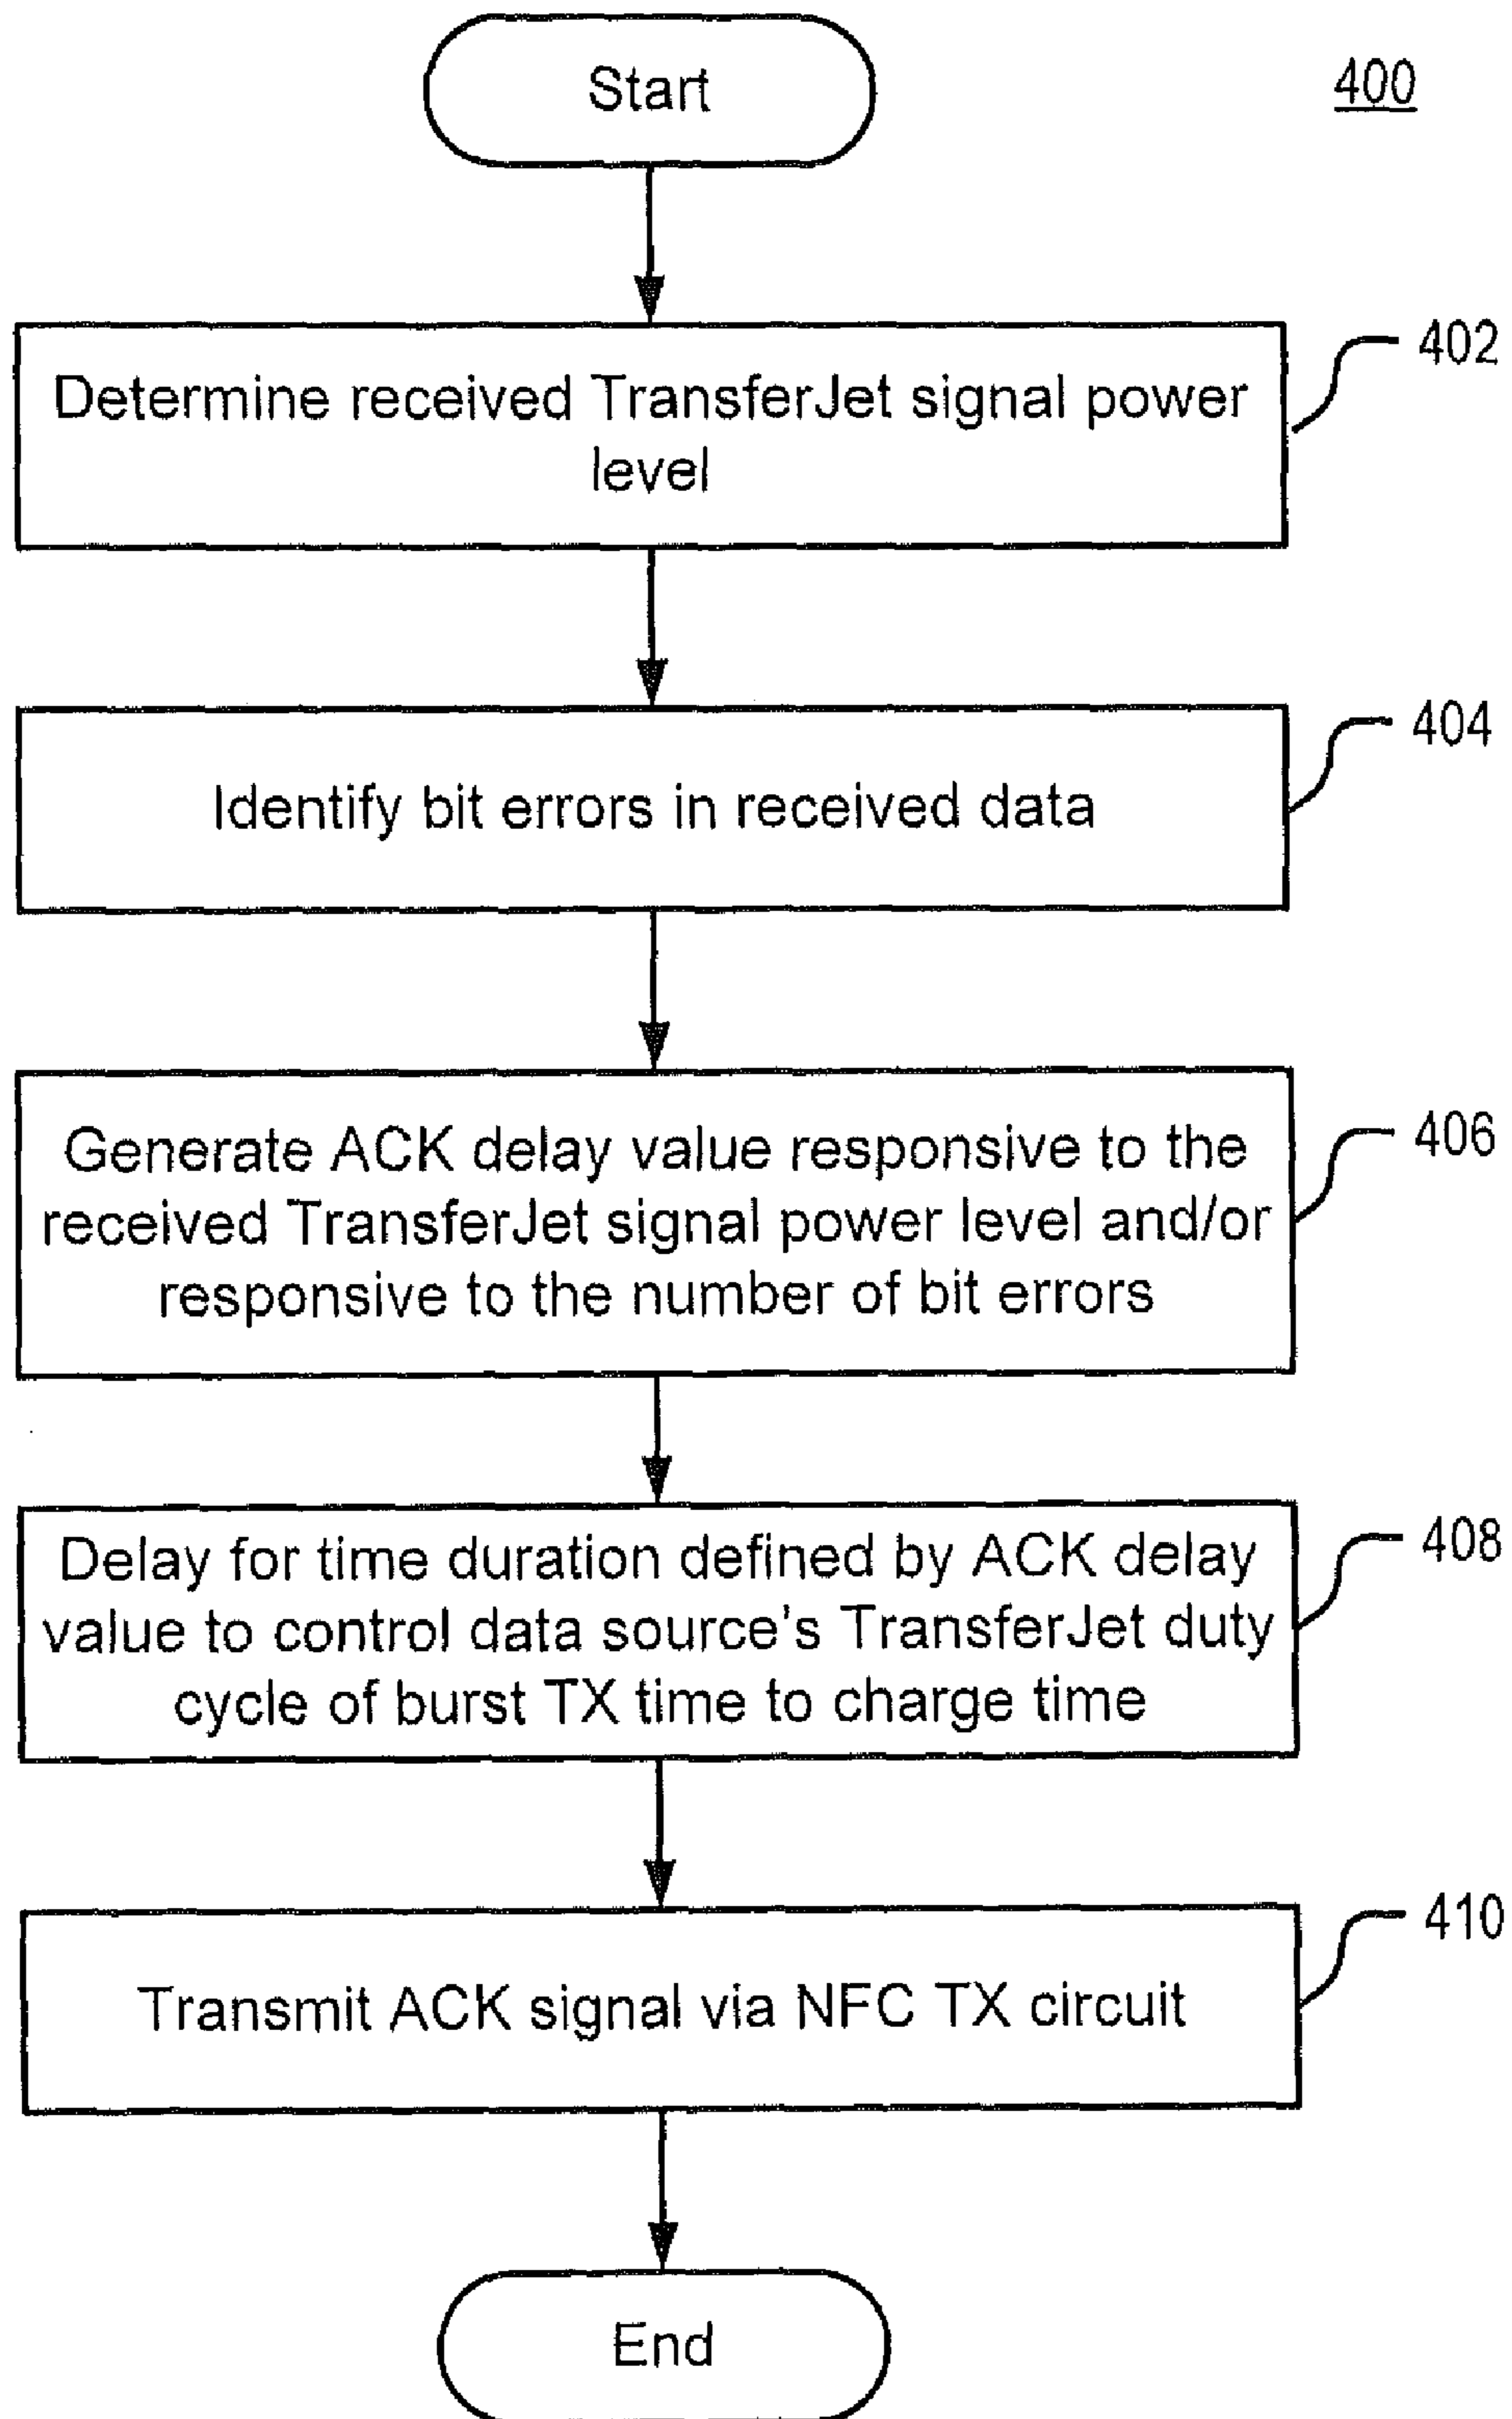 Start
400
Determine received TransferJet signal power
level
402
Identify bit errors in received data
404
Generate ACK delay value responsive to the
received TransferJet signal power level and/or
responsive to the number of bit errors
406
Delay for time duration defined by ACK delay
value to control data source's TransferJet duty
cycle of burst TX time to charge time
408
Transmit ACK signal via NFC TX circuit
410
End